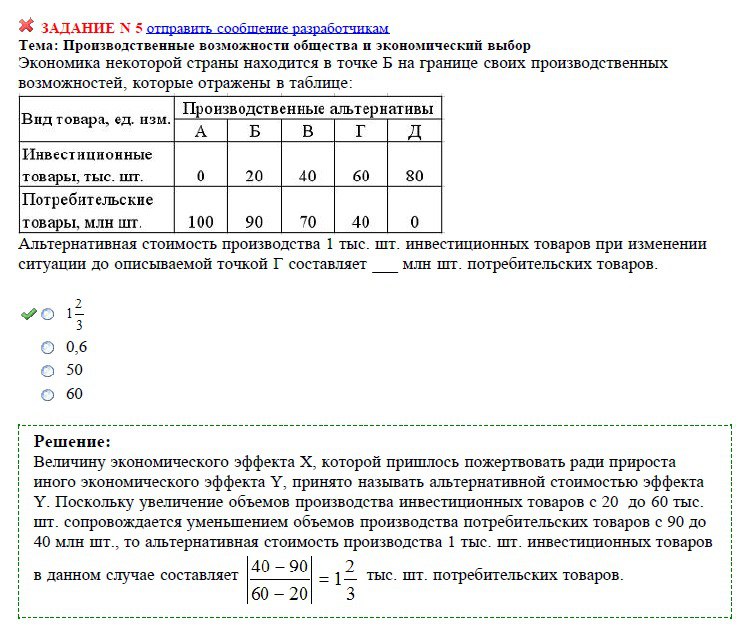 ЗАДАНИЕ N 5 отправить сообщение разработчикам
Тема: Производственные возможности общества и экономический выбор
Экономика некоторой страны находится в точке Б на границе своих производственных
возможностей, которые отражены в таблице:
Вид товара, ед. изм. Производственные альтернативы
А Б В Г Д
Инвестиционные
товары, тыс. шт. 0 20 40 60 80
Потребительские
товары, млн шт. 100 90 70 40 0
Альтернативная стоимость производства 1 тыс. шт. инвестиционных товаров при изменении
ситуации до описываемой точкой Г составляет ___ млн шт. потребительских товаров.
1 2/3
0,6
50
60
Решение:
Величину экономического эффекта X, которой пришлось пожертвовать ради прироста
иного экономического эффекта Y, принято называть альтернативной стоимостью эффекта
Y. Поскольку увеличение объемов производства инвестиционных товаров с 20 до 60 тыс.
шт. сопровождается уменьшением объемов производства потребительских товаров с 90 до
40 млн шт., то альтернативная стоимость производства 1 тыс. шт. инвестиционных товаров
в данном случае составляет |(40 − 90)/(60 − 20)| = 1 2/3 тыс. шт. потребительских товаров.